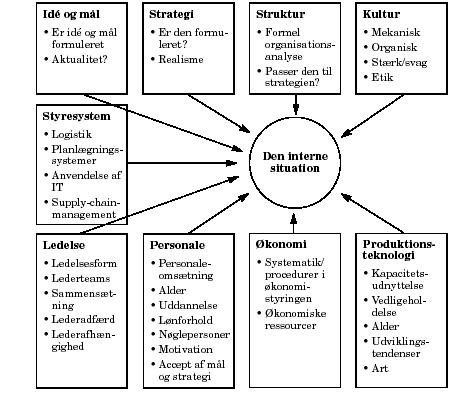 Idé og mål
• Er idé og mål
formuleret
• Aktualitet?
Strategi
• Er den formu-
leret?
• Realisme
Struktur
• Formel
organisations-
analyse
• Passer den til
strategien?
Kultur
• Mekanisk
• Organisk
• Stærk/svag
• Etik
Styresystem
• Logistik
• Planlægnings-
systemer
• Anvendelse af
IT
• Supply-chain-
management
Den interne
situation
Ledelse
• Ledelsesform
• Lederteams
• Sammensæt-
ning
• Lederadfærd
• Lederafhæn-
gighed
Personale
• Personale-
omsætning
• Alder
• Uddannelse
• Lønforhold
• Nøglepersoner
• Motivation
• Accept af mål
og strategi
Økonomi
• Systematik/
procedurer i
økonomi-
styringen
• Økonomiske
ressourcer
Produktions-
teknologi
• Kapacitets-
udnyttelse
• Vedligehol-
delse
• Alder
• Udviklings-
tendenser
• Art